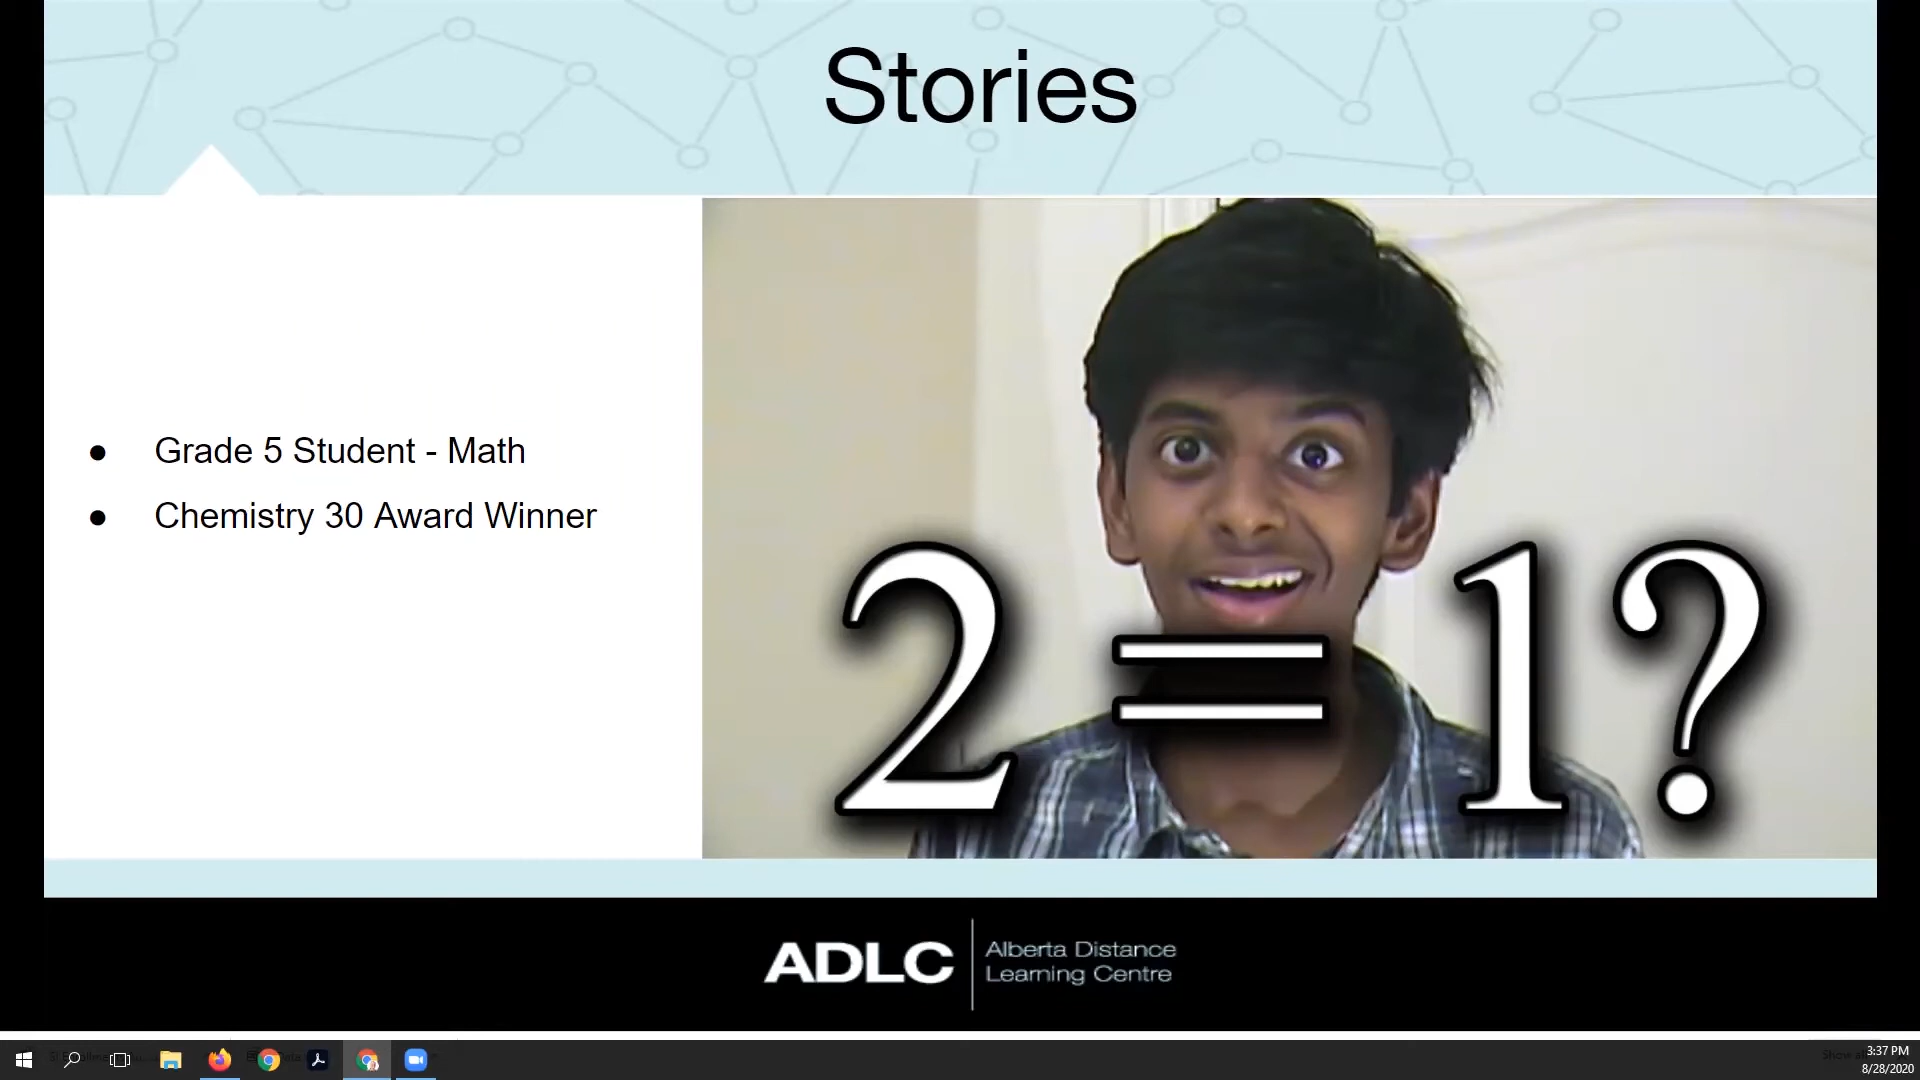 Stories
Grade 5 Student - Math
Chemistry 30 Award Winner
2 = 1?
ADLC
Alberta Distance
Learning Centre
3:37 PM
8/28/2020